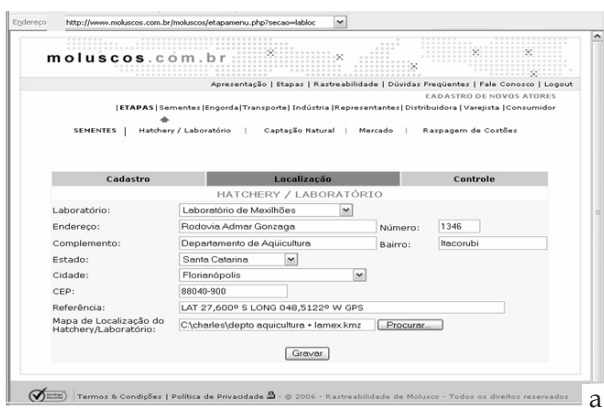 Endereço http://www.moluscos.com.br/moluscos/etapamenu.php?secao=labloc
moluscos.com.br
Apresentação | Etapas | Rastreabilidade | Dúvidas Freqüentes | Fale Conosco | Logout
CADASTRO DE NOVOS ATORES
|ETAPAS|Sementes|Engorda|Transporte| Indústria |Representantes| Distribuidora | Varejista |Consumidor
SEMENTES | Hatchery / Laboratório | Captação Natural | Mercado | Raspagem de Costões
Cadastro Localização Controle
HATCHERY / LABORATÓRIO
Laboratório: Laboratório de Mexilhões
Endereço: Rodovia Admar Gonzaga Número: 1346
Complemento: Departamento de Aqüicultura Bairro: Itacorubi
Estado: Santa Catarina
Cidade: Florianópolis
CEP: 88040-900
Referência: LAT 27,600º S LONG 048,5122º W GPS
Mapa de Localização do
Hatchery/Laboratório: C:\charles\depto aquicultura + lamex.kmz Procurar...
Gravar
Termos & Condições | Política de Privacidade - © 2006 - Rastreabilidade de Molusco - Todos os direitos reservados
a